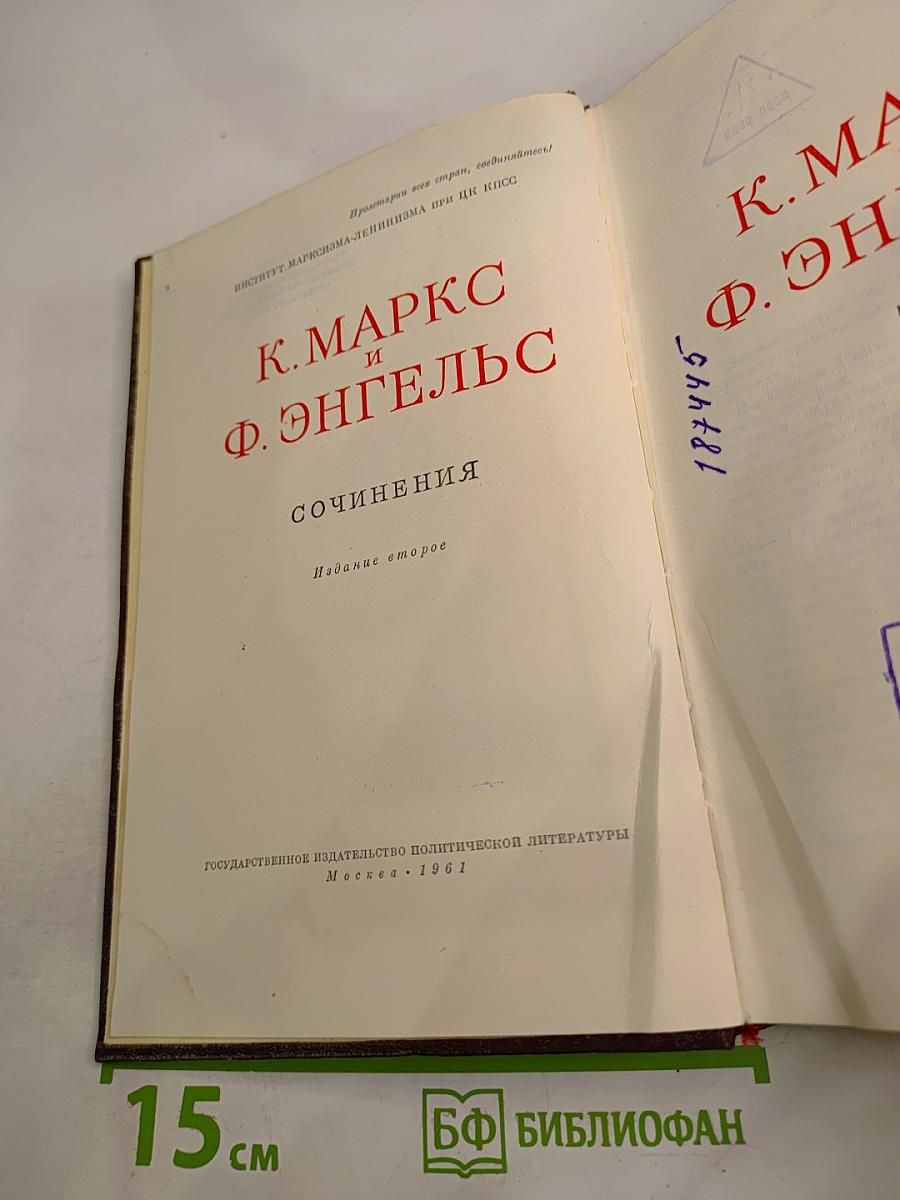 Пролетарии всех стран, соединяйтесь!
ИНСТИТУТ МАРКСИЗМА-ЛЕНИНИЗМА ПРИ ЦК КПСС
К. МАРКС
И
Ф. ЭНГЕЛЬС
СОЧИНЕНИЯ
Издание второе
ГОСУДАРСТВЕННОЕ ИЗДАТЕЛЬСТВО ПОЛИТИЧЕСКОЙ ЛИТЕРАТУРЫ
Москва • 1961
К. МА
Ф. ЭН
187445
15 см
БФ БИБЛИОФАН